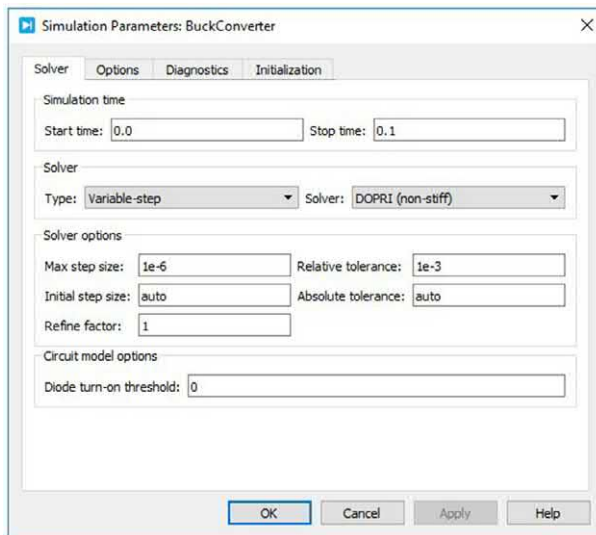 Simulation Parameters: BuckConverter
Solver Options Diagnostics Initialization
Simulation time
Start time: 0.0 Stop time: 0.1
Solver
Type: Variable-step Solver: DOPRI (non-stiff)
Solver options
Max step size: 1e-6 Relative tolerance: 1e-3
Initial step size: auto Absolute tolerance: auto
Refine factor: 1
Circuit model options
Diode turn-on threshold: 0
OK Cancel Apply Help